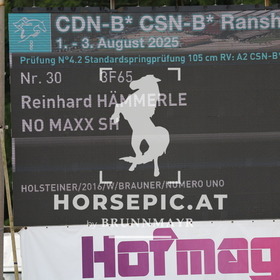 CDN-B* CSN-B* Ransh
1. - 3. August 2025
Prüfung N°4.2 Standardspringprüfung 105 cm RV: A2 CSN-B*
Nr. 30 3F65
Reinhard HÄMMERLE
NO MAXX SH
HOLSTEINER/2016/W/BRAUNER/NUMERO UNO
HORSEPIC.AT
by BRUNNMAYR
Hofmag